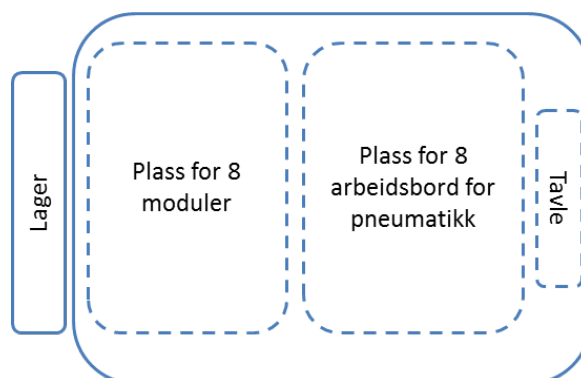 Lager
Plass for 8
moduler
Plass for 8
arbeidsbord for
pneumatikk
Tavle